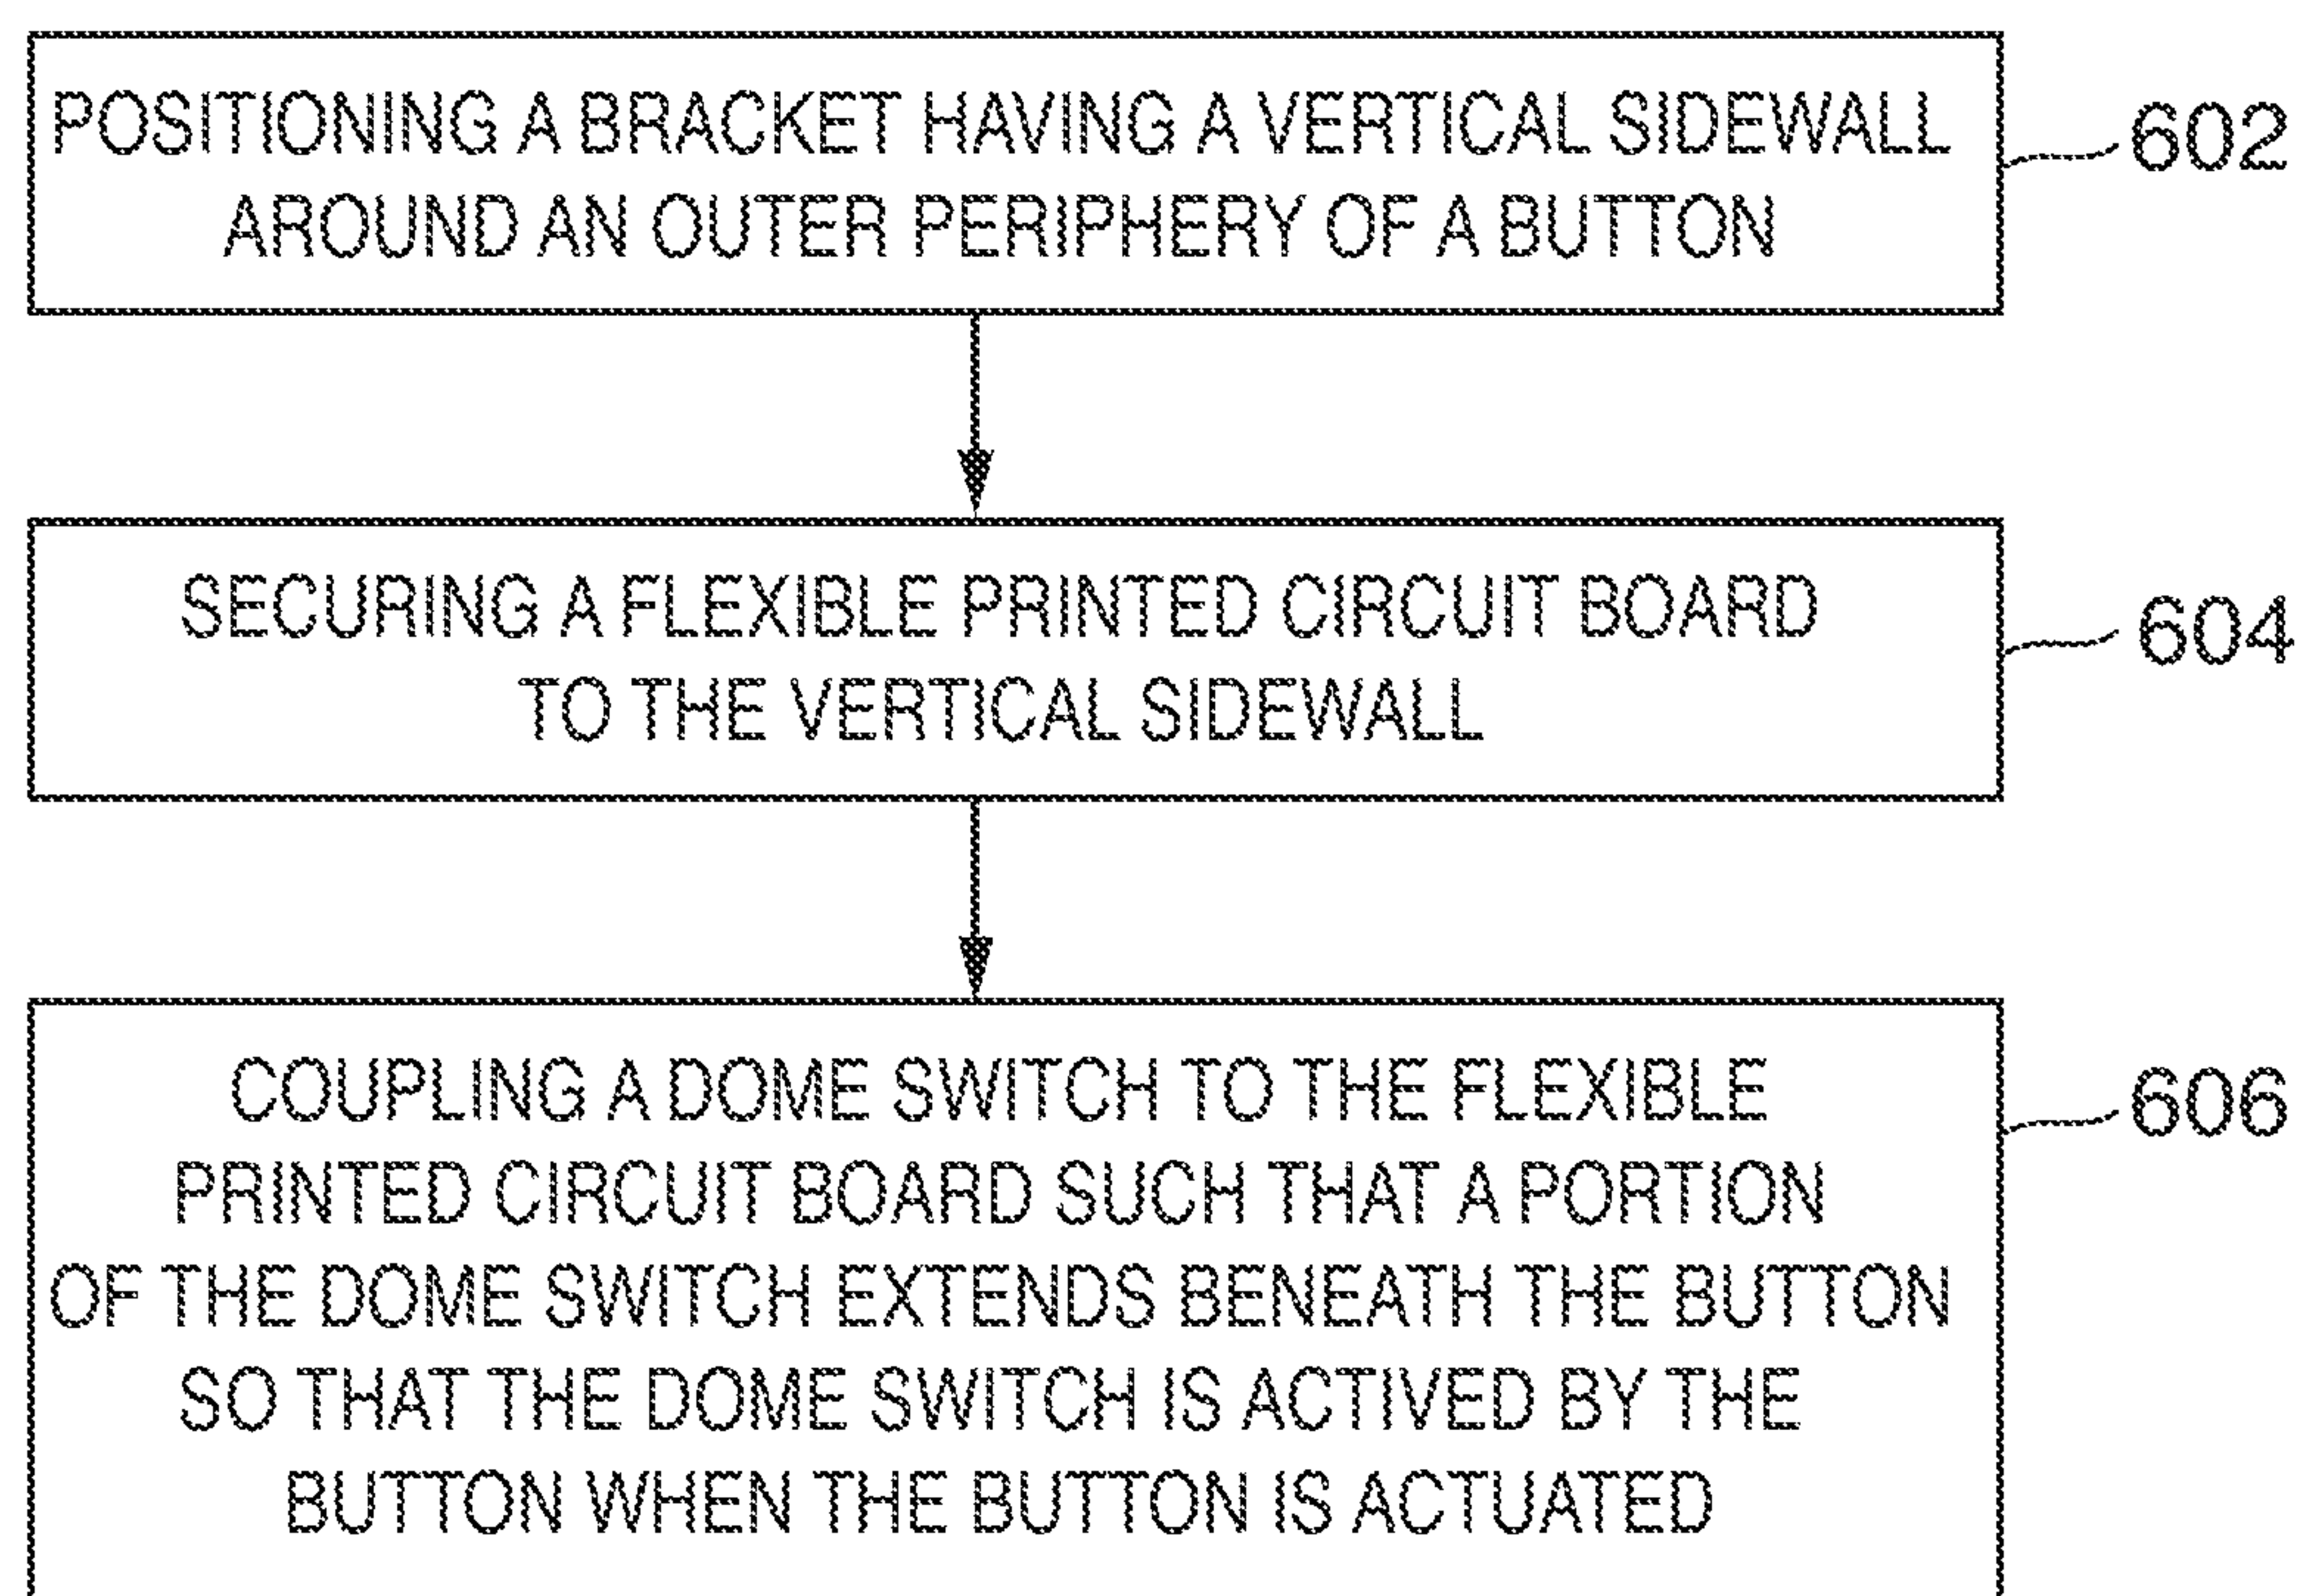 POSITIONING A BRACKET HAVING A VERTICAL SIDEWALL
AROUND AN OUTER PERIPHERY OF A BUTTON
602
SECURING A FLEXIBLE PRINTED CIRCUIT BOARD
TO THE VERTICAL SIDEWALL
604
COUPLING A DOME SWITCH TO THE FLEXIBLE
PRINTED CIRCUIT BOARD SUCH THAT A PORTION
OF THE DOME SWITCH EXTENDS BENEATH THE BUTTON
SO THAT THE DOME SWITCH IS ACTIVED BY THE
BUTTON WHEN THE BUTTON IS ACTUATED
606